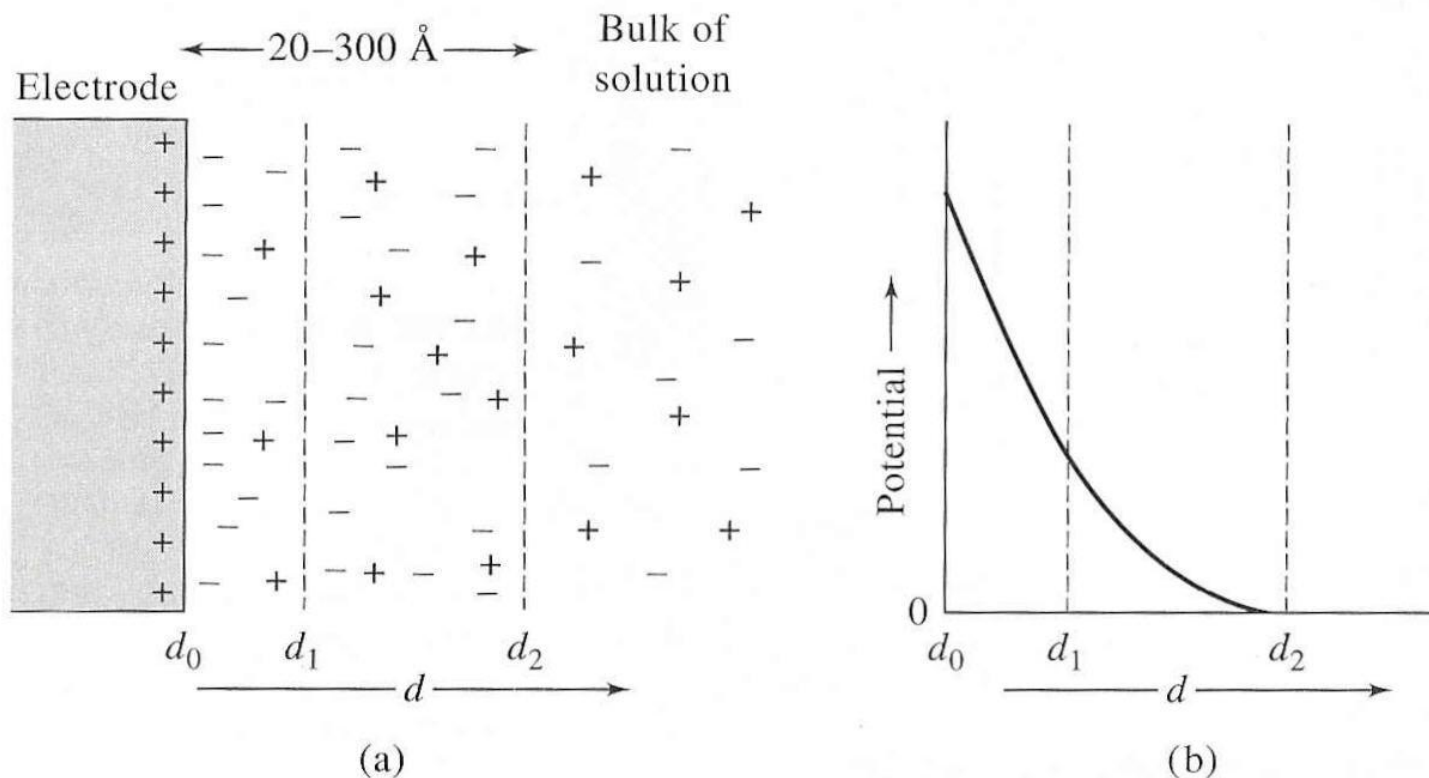 20–300 Å
Bulk of
solution
Electrode
d0
d1
d2
d
(a)
Potential
0
d0
d1
d2
d
(b)